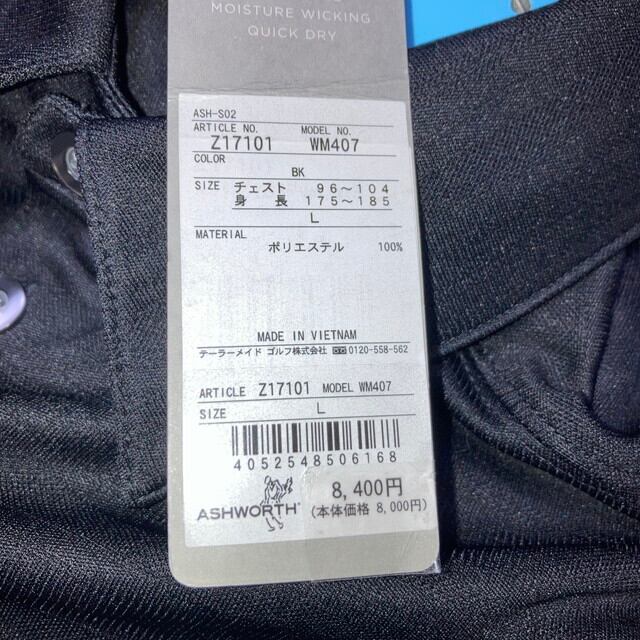 MOISTURE WICKING
QUICK DRY
ASH-S02
ARTICLE NO. MODEL NO.
Z17101 WM407
COLOR
BK
SIZE チェスト 96～104
身 長 175～185
L
MATERIAL
ポリエステル 100%
MADE IN VIETNAM
テーラーメイド ゴルフ株式会社 0120-558-562
ARTICLE Z17101 MODEL WM407
SIZE L
4052548506168
ASHWORTH
8,400円
(本体価格 8,000円)